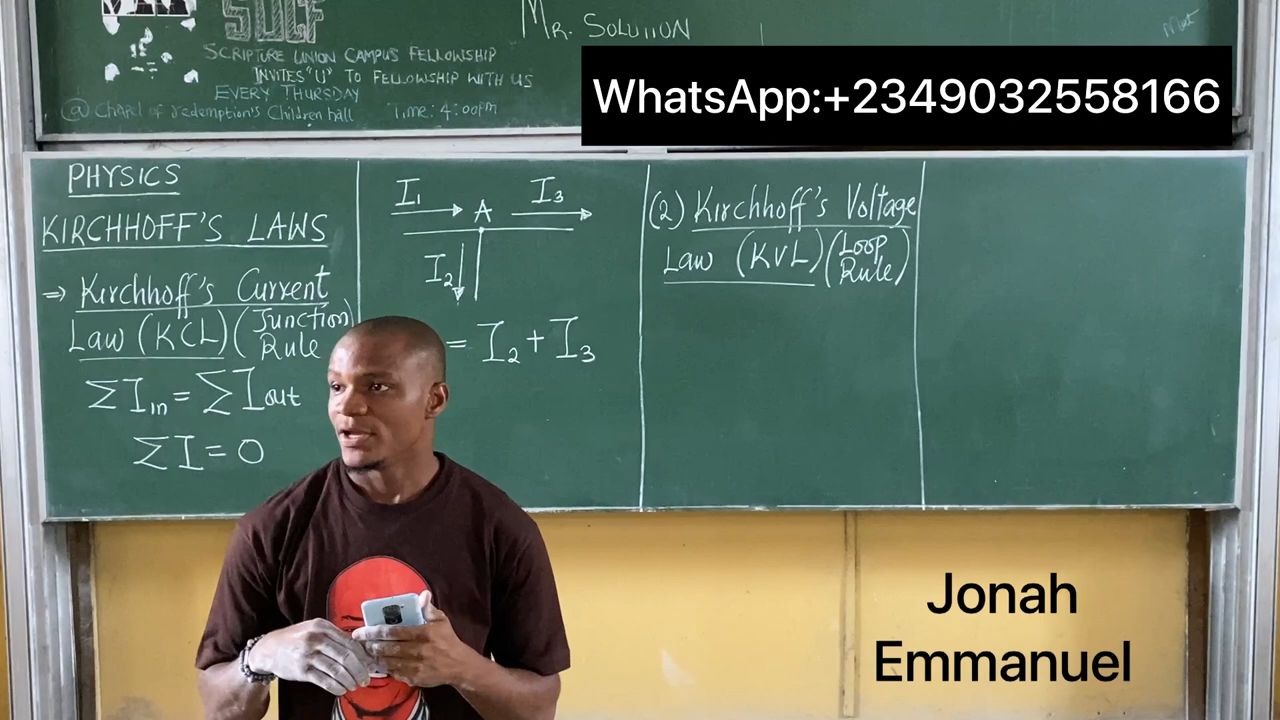 SUCF
MR. SOLUTION
SCRIPTURE UNION CAMPUS FELLOWSHIP
INVITES "U" TO FELLOWSHIP WITH US
EVERY THURSDAY
@ Chapel of redemption's Children hall Time: 4:00pm
WhatsApp:+2349032558166
PHYSICS
KIRCHHOFF'S LAWS
⇒ Kirchhoff's Current
Law (KCL) (Junction
Rule
ΣI_in = ΣI_out
ΣI = 0
I₁ A I₃
I₂
= I₂ + I₃
(2) Kirchhoff's Voltage
Law (KVL) (Loop
Rule)
Jonah
Emmanuel